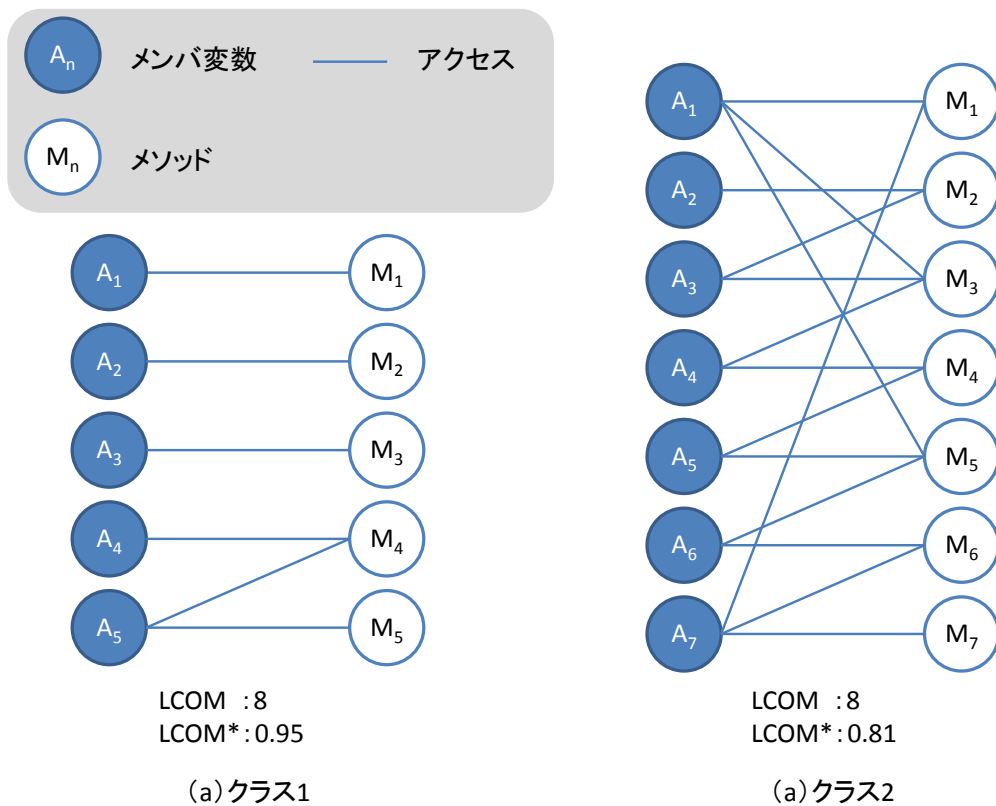 An メンバ変数 アクセス
Mn メソッド
A1 M1
A2 M2
A3 M3
A4 M4
A5 M5
LCOM :8
LCOM*:0.95
(a)クラス1
A1 M1
A2 M2
A3 M3
A4 M4
A5 M5
A6 M6
A7 M7
LCOM :8
LCOM*:0.81
(a)クラス2